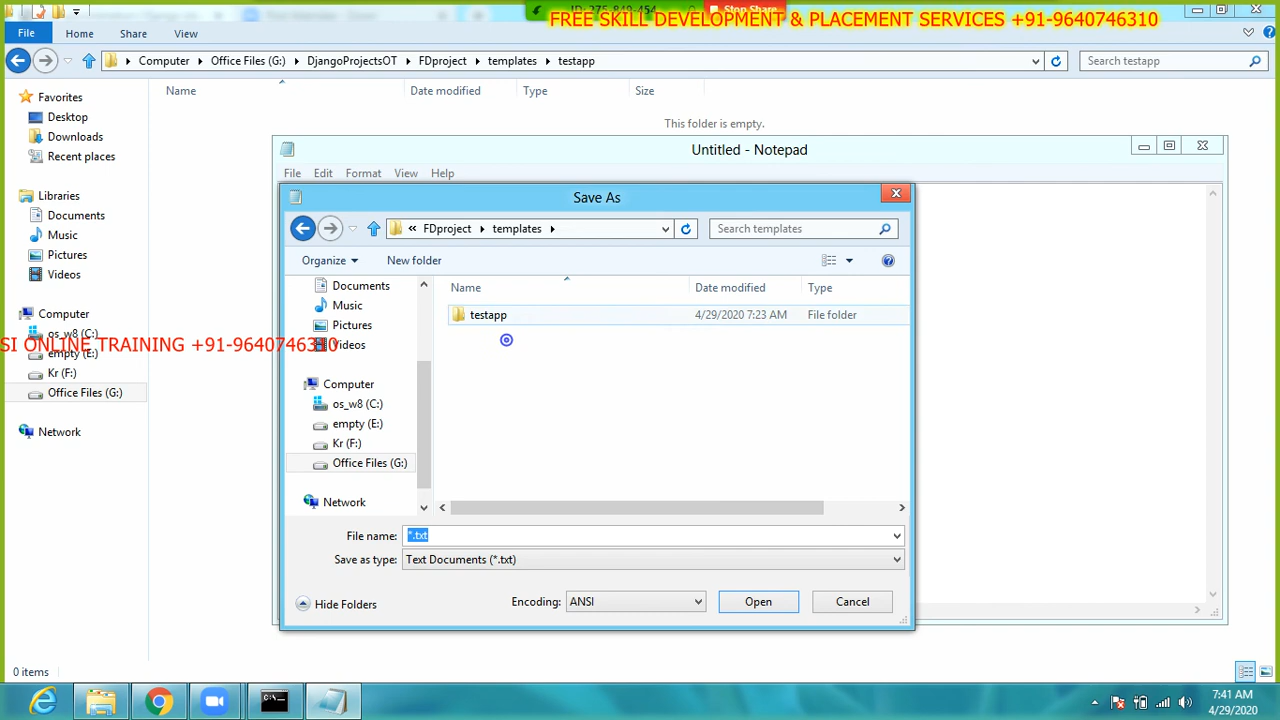 ID: 275-849-454
Stop Share
FREE SKILL DEVELOPMENT & PLACEMENT SERVICES +91-9640746310
File
Home
Share
View
Computer
Office Files (G:)
DjangoProjectsOT
FDproject
templates
testapp
Search testapp
Favorites
Desktop
Downloads
Recent places
Libraries
Documents
Music
Pictures
Videos
Computer
os_w8 (C:)
SI ONLINE TRAINING +91-9640746310
empty (E:)
Kr (F:)
Office Files (G:)
Network
Name
Date modified
Type
Size
This folder is empty.
Untitled - Notepad
File
Edit
Format
View
Help
Save As
FDproject
templates
Search templates
Organize
New folder
Documents
Music
Pictures
Videos
Computer
os_w8 (C:)
empty (E:)
Kr (F:)
Office Files (G:)
Network
Name
Date modified
Type
testapp
4/29/2020 7:23 AM
File folder
File name:
*.txt
Save as type:
Text Documents (*.txt)
Hide Folders
Encoding:
ANSI
Open
Cancel
0 items
7:41 AM
4/29/2020